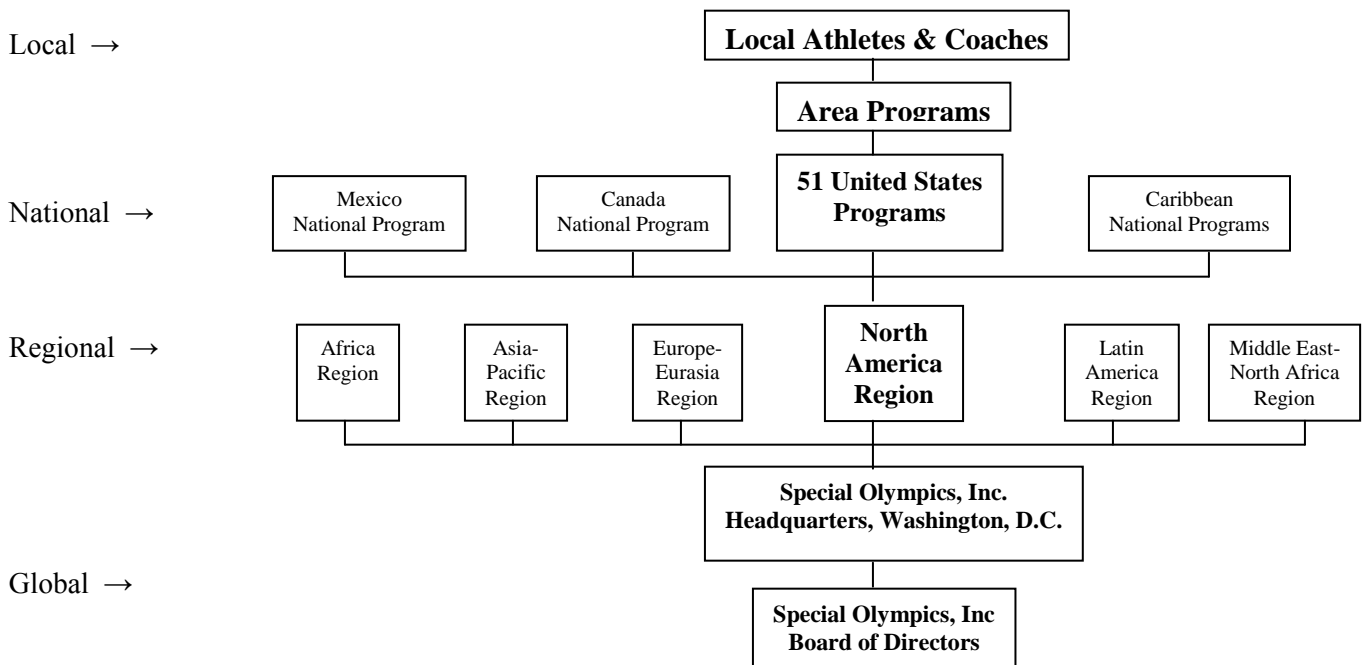 Local →
Local Athletes & Coaches
Area Programs
National →
Mexico
National Program
Canada
National Program
51 United States
Programs
Caribbean
National Programs
Regional →
Africa
Region
Asia-
Pacific
Region
Europe-
Eurasia
Region
North
America
Region
Latin
America
Region
Middle East-
North Africa
Region
Special Olympics, Inc.
Headquarters, Washington, D.C.
Global →
Special Olympics, Inc
Board of Directors